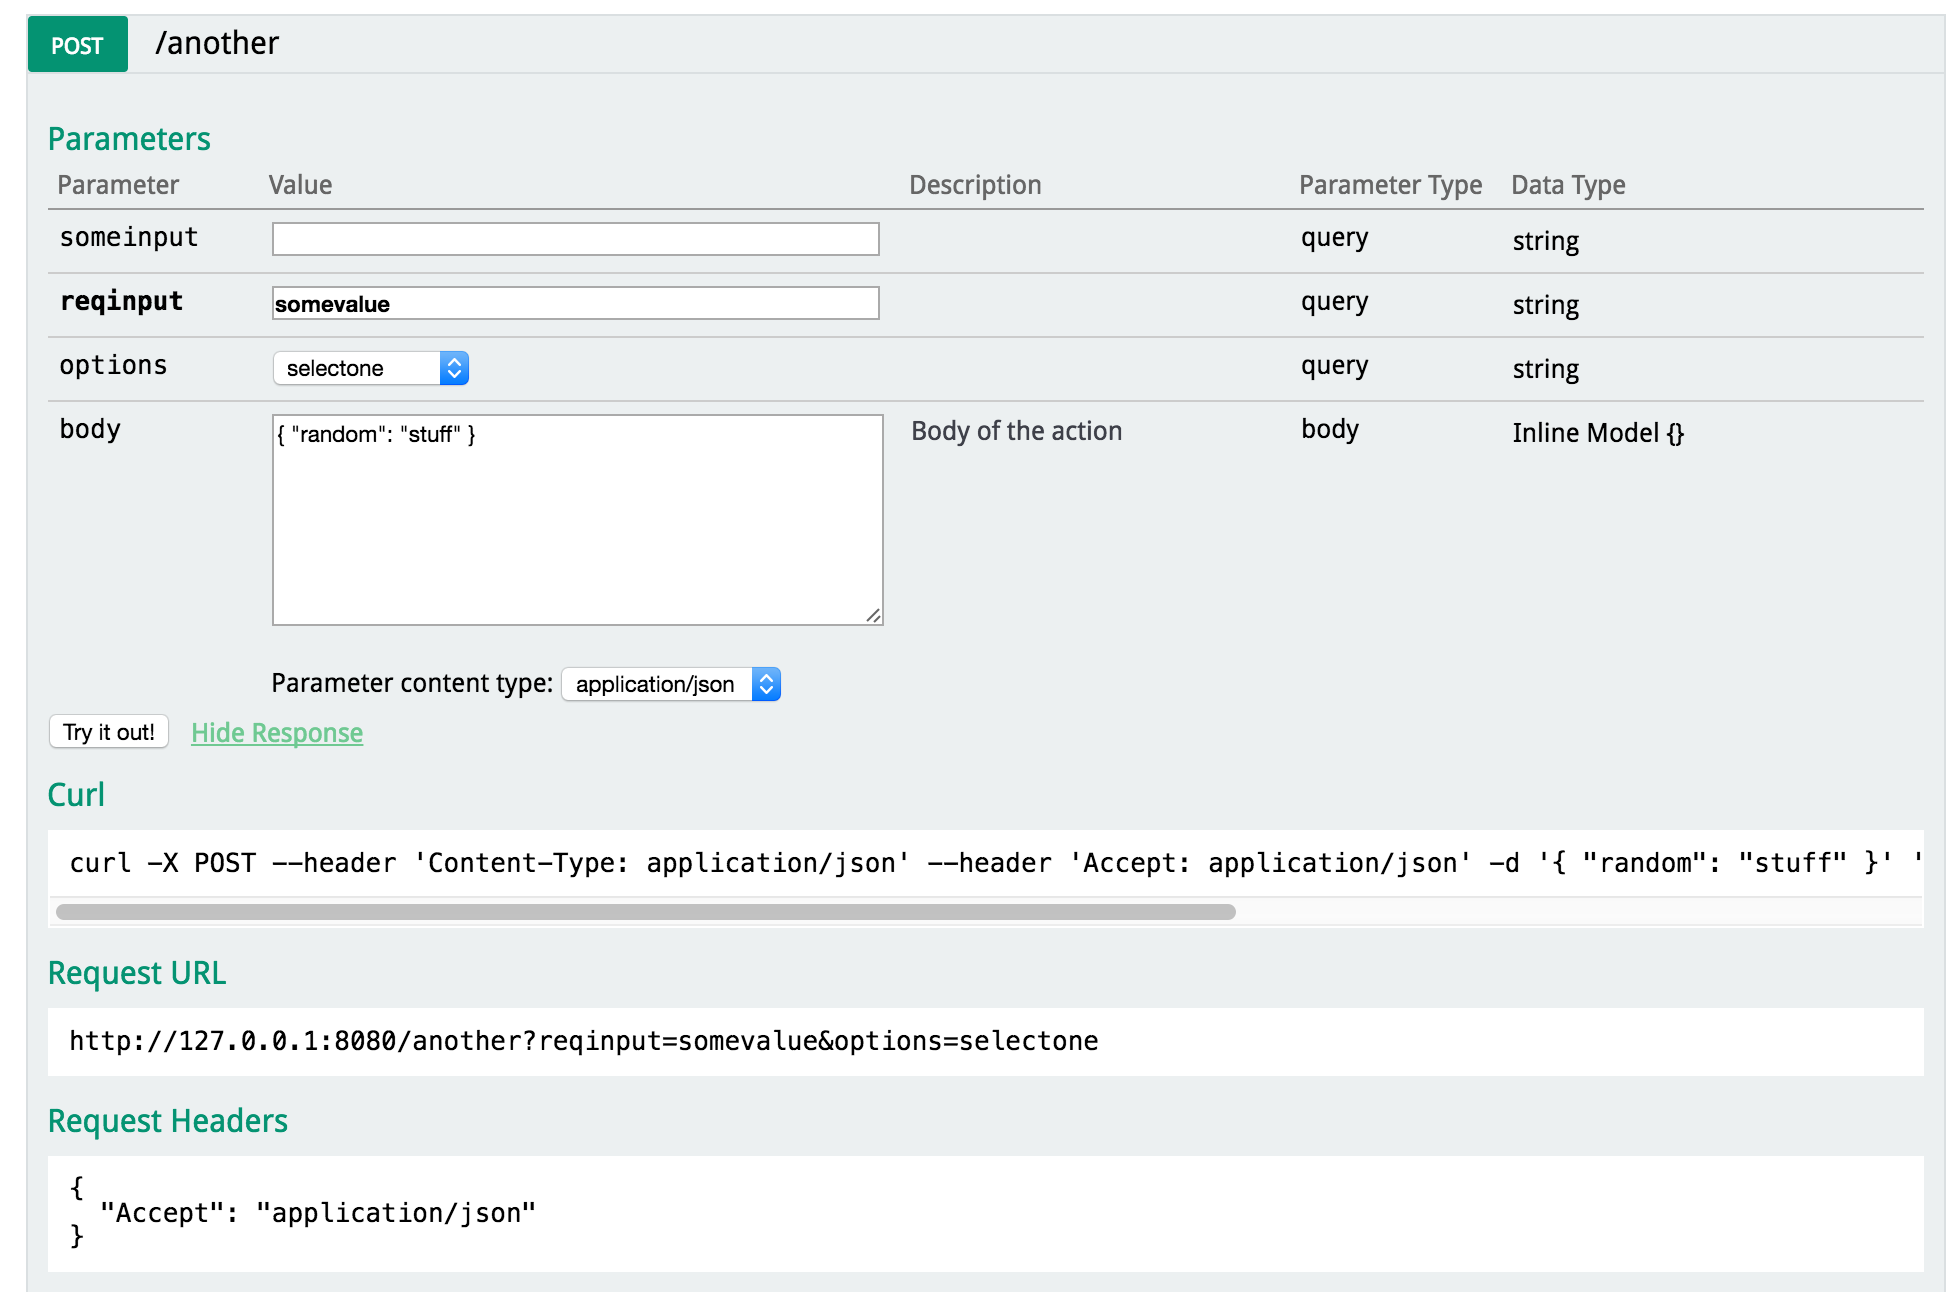 POST /another
Parameters
Parameter Value Description Parameter Type Data Type
someinput query string
reqinput somevalue query string
options selectone query string
body { "random": "stuff" } Body of the action body Inline Model {}
Parameter content type: application/json
Try it out! Hide Response
Curl
curl -X POST --header 'Content-Type: application/json' --header 'Accept: application/json' -d '{ "random": "stuff" }' '
Request URL
http://127.0.0.1:8080/another?reqinput=somevalue&options=selectone
Request Headers
{
  "Accept": "application/json"
}